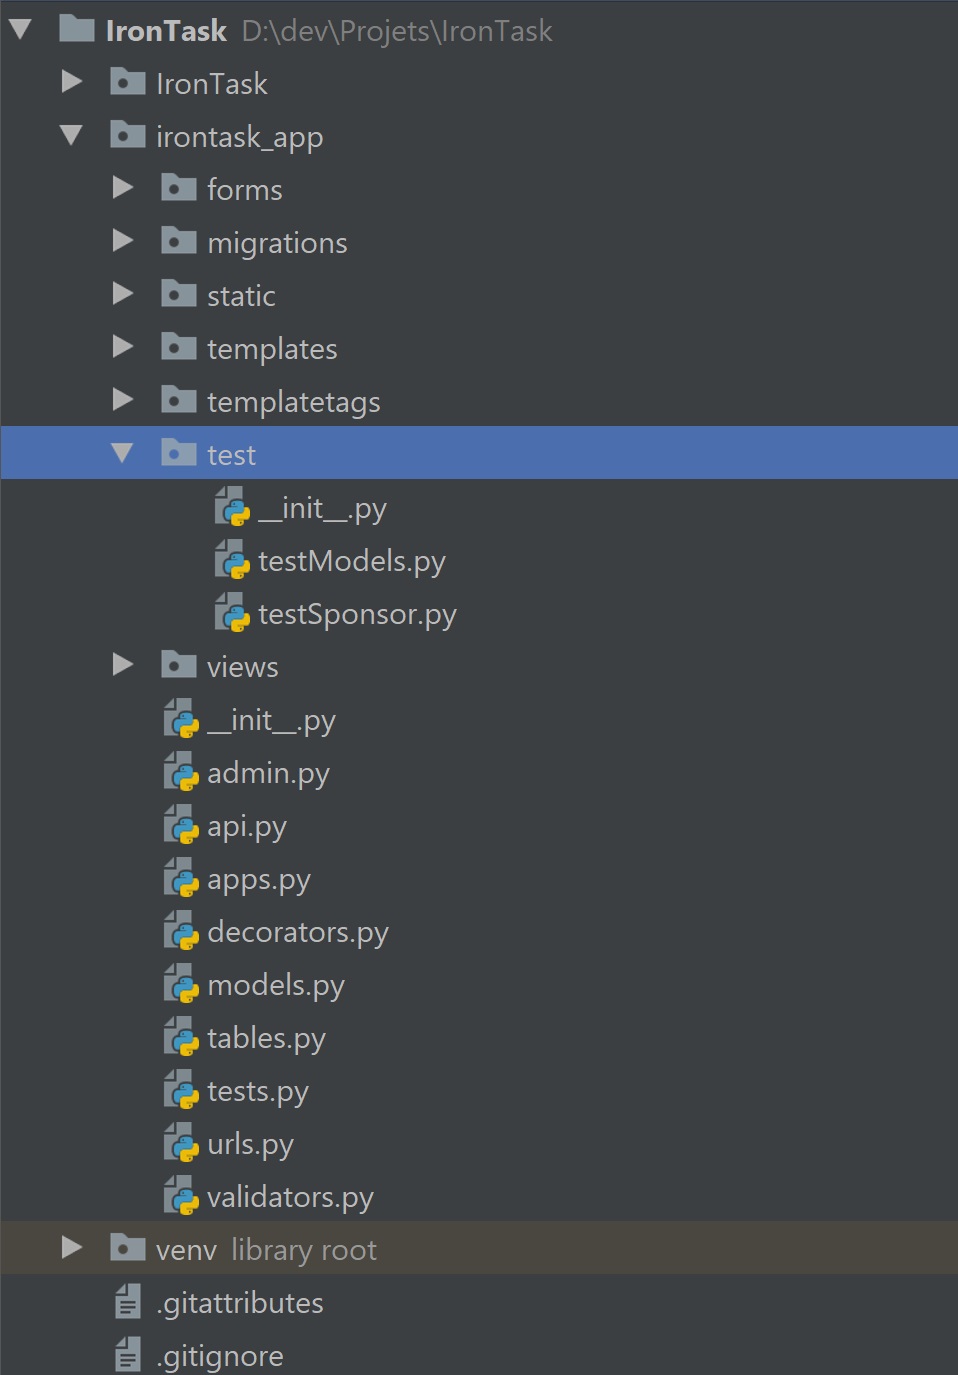 IronTask D:\dev\Projets\IronTask
IronTask
irontask_app
forms
migrations
static
templates
templatetags
test
__init__.py
testModels.py
testSponsor.py
views
__init__.py
admin.py
api.py
apps.py
decorators.py
models.py
tables.py
tests.py
urls.py
validators.py
venv library root
.gitattributes
.gitignore